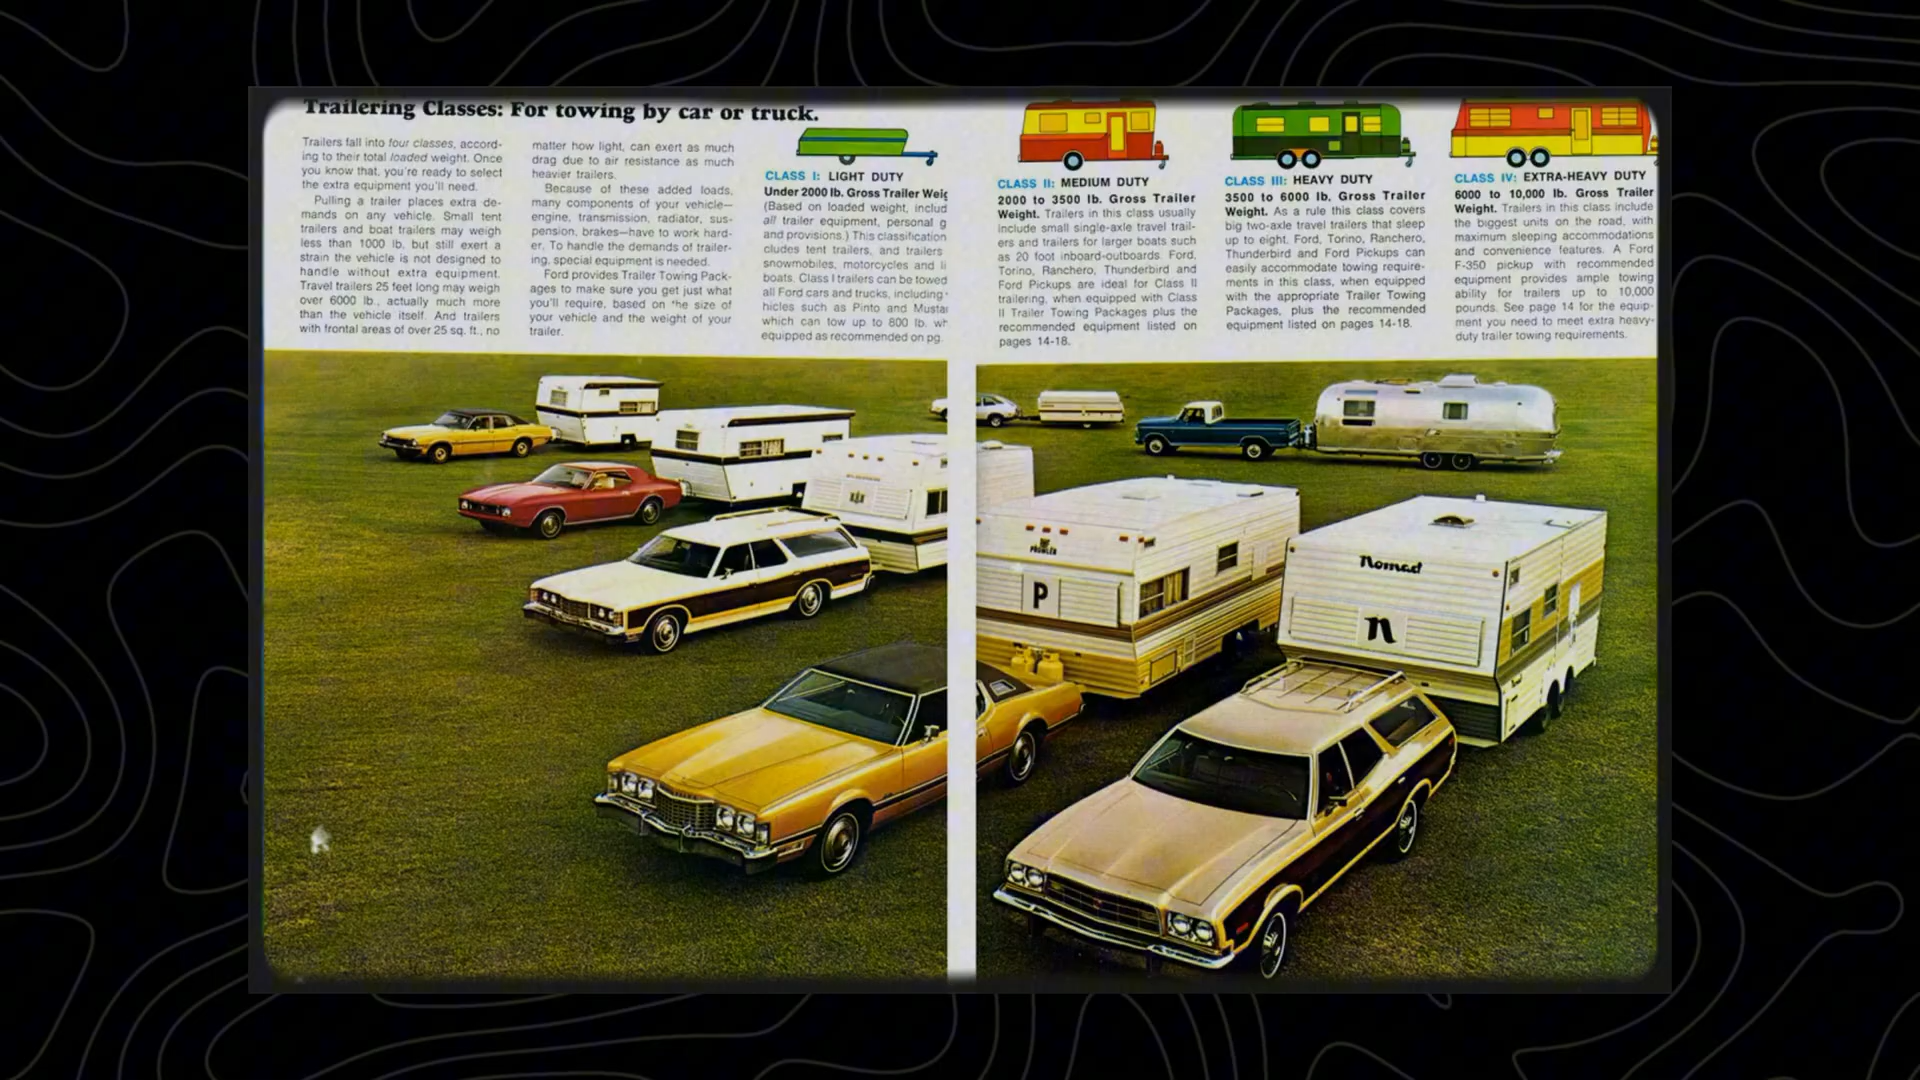 Trailering Classes: For towing by car or truck.
Trailers fall into four classes, accord-
ing to their total loaded weight. Once
you know that, you're ready to select
the extra equipment you'll need.
Pulling a trailer places extra de-
mands on any vehicle. Small tent
trailers and boat trailers may weigh
less than 1000 lb. but still exert a
strain the vehicle is not designed to
handle without extra equipment.
Travel trailers 25 feet long may weigh
over 6000 lb., actually much more
than the vehicle itself. And trailers
with frontal areas of over 25 sq. ft., no
matter how light, can exert as much
drag due to air resistance as much
heavier trailers.
Because of these added loads,
many components of your vehicle—
engine, transmission, radiator, sus-
pension, brakes—have to work hard-
er. To handle the demands of trailer-
ing, special equipment is needed.
Ford provides Trailer Towing Pack-
ages to make sure you get just what
you'll require, based on the size of
your vehicle and the weight of your
trailer.
CLASS I: LIGHT DUTY
Under 2000 lb. Gross Trailer Weig
(Based on loaded weight, includ
all trailer equipment, personal g
and provisions.) This classification
cludes tent trailers, and trailers
snowmobiles, motorcycles and li
boats. Class I trailers can be towed
all Ford cars and trucks, including
hicles such as Pinto and Mustan
which can tow up to 800 lb. wh
equipped as recommended on pg.
CLASS II: MEDIUM DUTY
2000 to 3500 lb. Gross Trailer
Weight. Trailers in this class usually
include small single-axle travel trail-
ers and trailers for larger boats such
as 20 foot inboard-outboards. Ford,
Torino, Ranchero, Thunderbird and
Ford Pickups are ideal for Class II
trailering, when equipped with Class
II Trailer Towing Packages plus the
recommended equipment listed on
pages 14-18.
CLASS III: HEAVY DUTY
3500 to 6000 lb. Gross Trailer
Weight. As a rule this class covers
big two-axle travel trailers that sleep
up to eight. Ford, Torino, Ranchero,
Thunderbird and Ford Pickups can
easily accommodate towing require-
ments in this class, when equipped
with the appropriate Trailer Towing
Packages, plus the recommended
equipment listed on pages 14-18.
CLASS IV: EXTRA-HEAVY DUTY
6000 to 10,000 lb. Gross Trailer
Weight. Trailers in this class include
the biggest units on the road, with
maximum sleeping accommodations
and convenience features. A Ford
F-350 pickup with recommended
equipment provides ample towing
ability for trailers up to 10,000
pounds. See page 14 for the equip-
ment you need to meet extra heavy-
duty trailer towing requirements.
PROWLER
P
Nomad
n